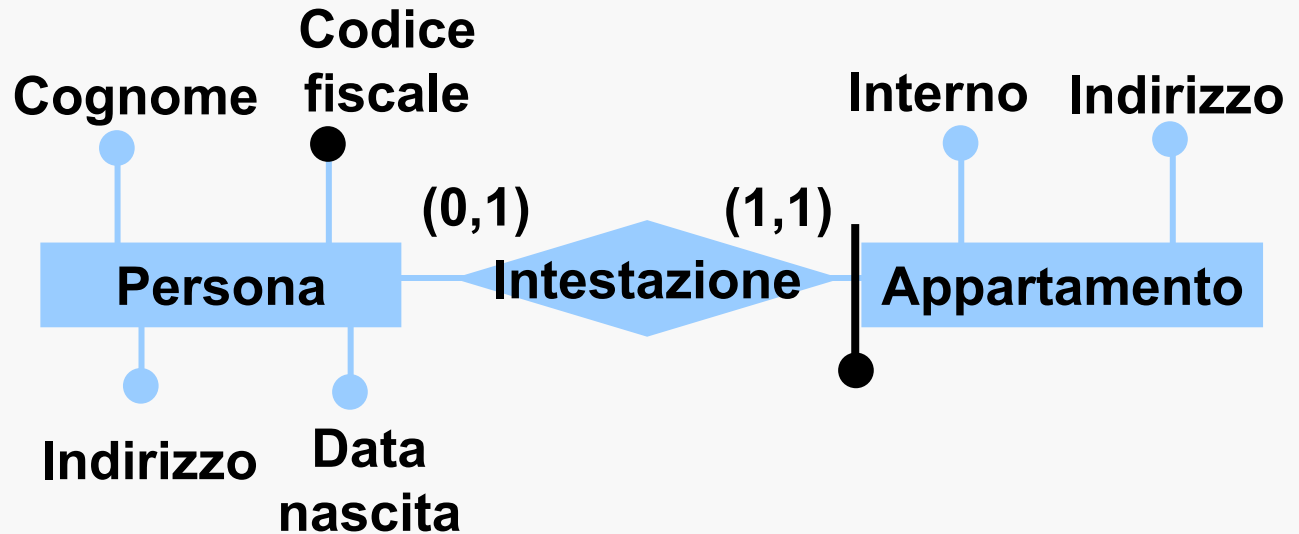 Codice
fiscale
Cognome
Interno
Indirizzo
(0,1)
(1,1)
Persona
Intestazione
Appartamento
Indirizzo
Data
nascita